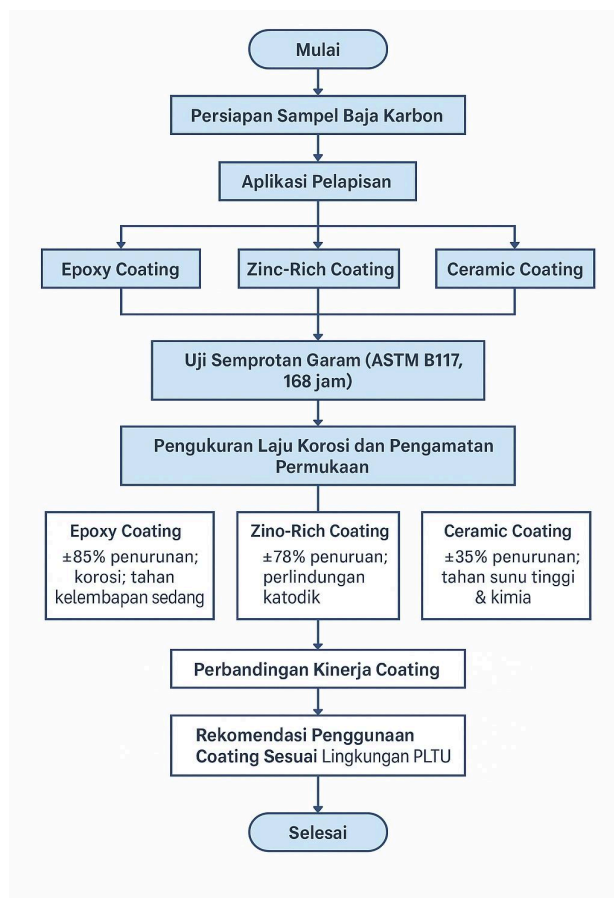 Mulai
Persiapan Sampel Baja Karbon
Aplikasi Pelapisan
Epoxy Coating
Zinc-Rich Coating
Ceramic Coating
Uji Semprotan Garam (ASTM B117,
168 jam)
Pengukuran Laju Korosi dan Pengamatan
Permukaan
Epoxy Coating
±85% penurunan;
korosi; tahan
kelembapan sedang
Zino-Rich Coating
±78% penuruan;
perlindungan
katodik
Ceramic Coating
±35% penurunan;
tahan sunu tinggi
& kimia
Perbandingan Kinerja Coating
Rekomendasi Penggunaan
Coating Sesuai Lingkungan PLTU
Selesai